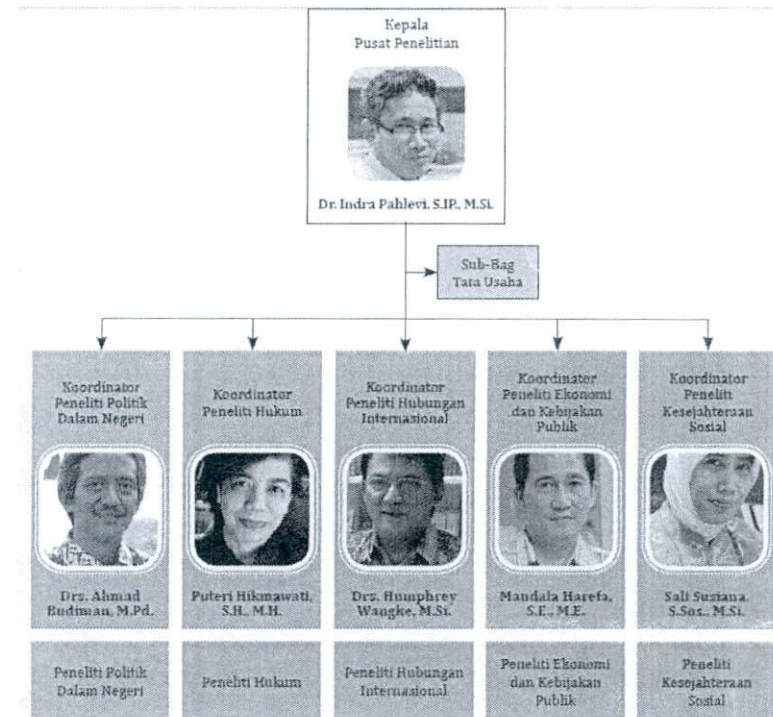 Kepala
Pusat Penelitian
Dr. Indra Pahlevi, S.IP., M.Si.
Sub-Bag
Tata Usaha
Koordinator
Peneliti Politik
Dalam Negeri
Koordinator
Peneliti Hukum
Koordinator
Peneliti Hubungan
Internasional
Koordinator
Peneliti Ekonomi
dan Kebijakan
Publik
Koordinator
Peneliti
Kesejahteraan
Sosial
Drs. Ahmad
Budiman, M.Pd.
Puteri Hikmawati,
S.H., M.H.
Drs. Humphrey
Wangke, M.Si.
Mandala Harefa,
S.E., M.E.
Sali Susiana,
S.Sos., M.Si.
Peneliti Politik
Dalam Negeri
Peneliti Hukum
Peneliti Hubungan
Internasional
Peneliti Ekonomi
dan Kebijakan
Publik
Peneliti
Kesejahteraan
Sosial